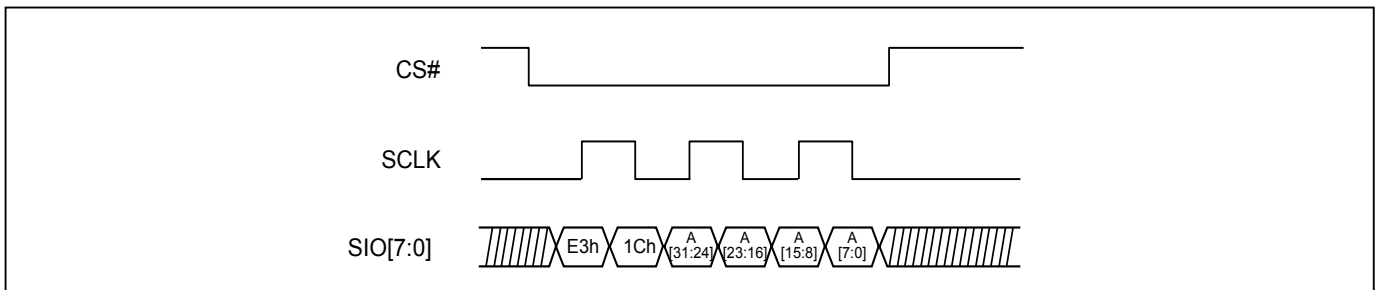 CS#
SCLK
SIO[7:0]
E3h
1Ch
A
[31:24]
A
[23:16]
A
[15:8]
A
[7:0]